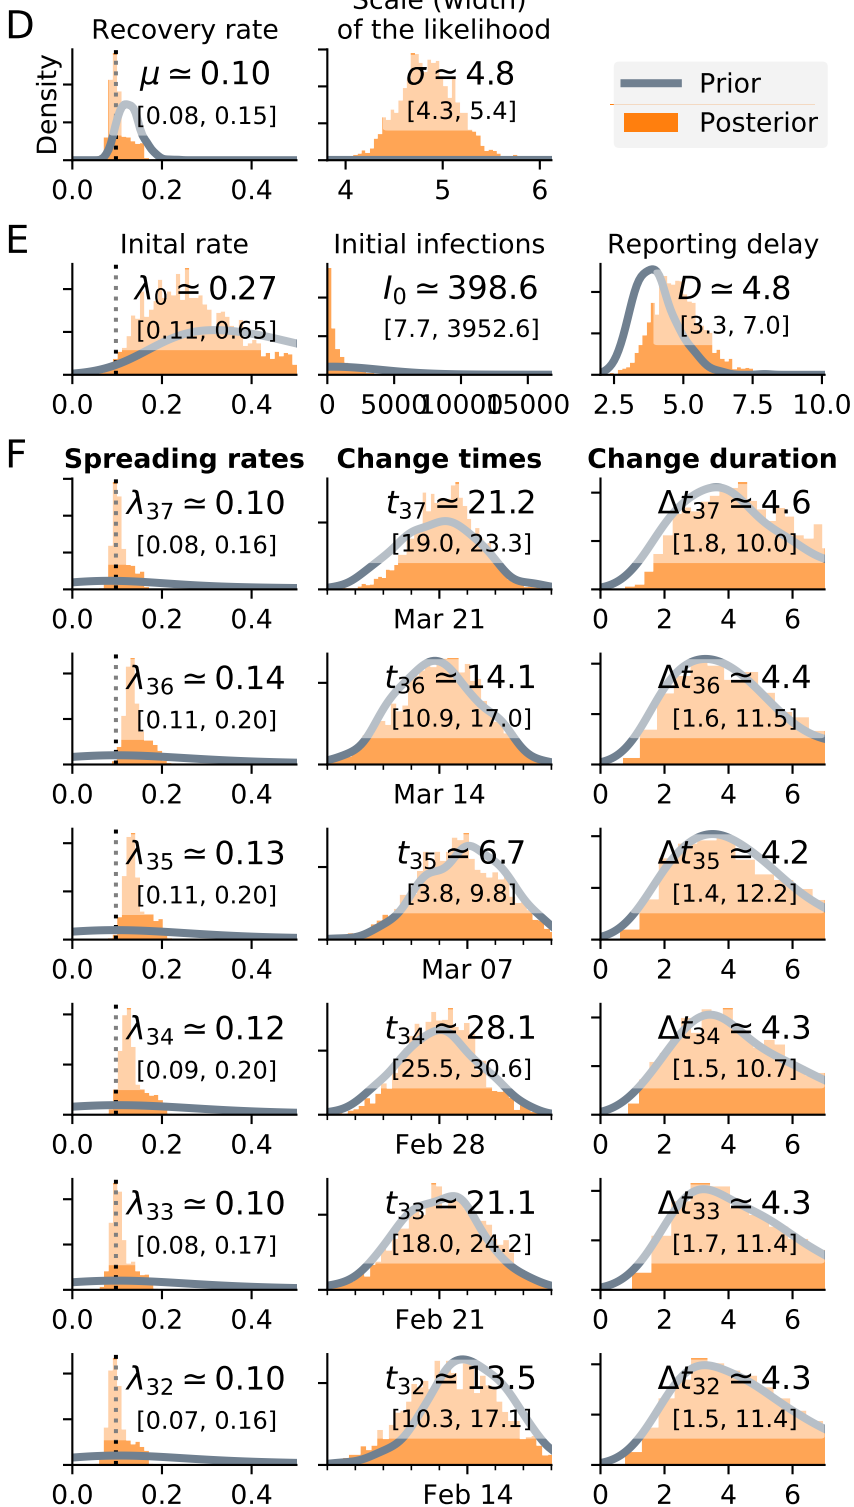 D
Scale (width)
Recovery rate
of the likelihood
Density
μ ≃ 0.10
[0.08, 0.15]
0.0 0.2 0.4
σ ≃ 4.8
[4.3, 5.4]
4 5 6
Prior
Posterior
E
Inital rate
λ0 ≃ 0.27
[0.11, 0.65]
0.0 0.2 0.4
Initial infections
I0 ≃ 398.6
[7.7, 3952.6]
0 5000 10000 15000
Reporting delay
D ≃ 4.8
[3.3, 7.0]
2.5 5.0 7.5 10.0
F
Spreading rates Change times Change duration
λ37 ≃ 0.10
[0.08, 0.16]
0.0 0.2 0.4
t37 ≃ 21.2
[19.0, 23.3]
Mar 21
Δt37 ≃ 4.6
[1.8, 10.0]
0 2 4 6
λ36 ≃ 0.14
[0.11, 0.20]
0.0 0.2 0.4
t36 ≃ 14.1
[10.9, 17.0]
Mar 14
Δt36 ≃ 4.4
[1.6, 11.5]
0 2 4 6
λ35 ≃ 0.13
[0.11, 0.20]
0.0 0.2 0.4
t35 ≃ 6.7
[3.8, 9.8]
Mar 07
Δt35 ≃ 4.2
[1.4, 12.2]
0 2 4 6
λ34 ≃ 0.12
[0.09, 0.20]
0.0 0.2 0.4
t34 ≃ 28.1
[25.5, 30.6]
Feb 28
Δt34 ≃ 4.3
[1.5, 10.7]
0 2 4 6
λ33 ≃ 0.10
[0.08, 0.17]
0.0 0.2 0.4
t33 ≃ 21.1
[18.0, 24.2]
Feb 21
Δt33 ≃ 4.3
[1.7, 11.4]
0 2 4 6
λ32 ≃ 0.10
[0.07, 0.16]
0.0 0.2 0.4
t32 ≃ 13.5
[10.3, 17.1]
Feb 14
Δt32 ≃ 4.3
[1.5, 11.4]
0 2 4 6